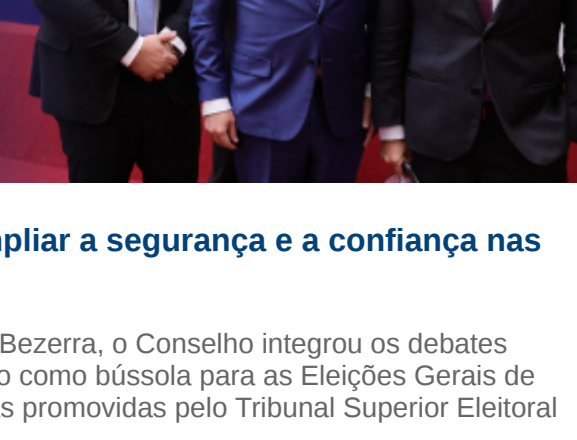 a segurança e a confiança nas
Bezerra, o Conselho integrou os debates
como bússola para as Eleições Gerais de
promovidas pelo Tribunal Superior Eleitoral